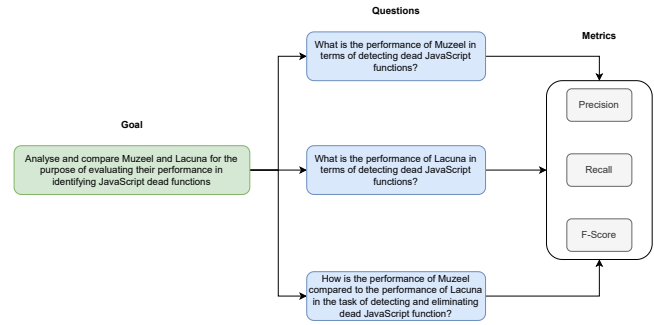 Questions
Metrics
Goal
What is the performance of Muzeel in
terms of detecting dead JavaScript
functions?
Precision
Analyse and compare Muzeel and Lacuna for the
purpose of evaluating their performance in
identifying JavaScript dead functions
What is the performance of Lacuna in
terms of detecting dead JavaScript
functions?
Recall
F-Score
How is the performance of Muzeel
compared to the performance of Lacuna
in the task of detecting and eliminating
dead JavaScript function?